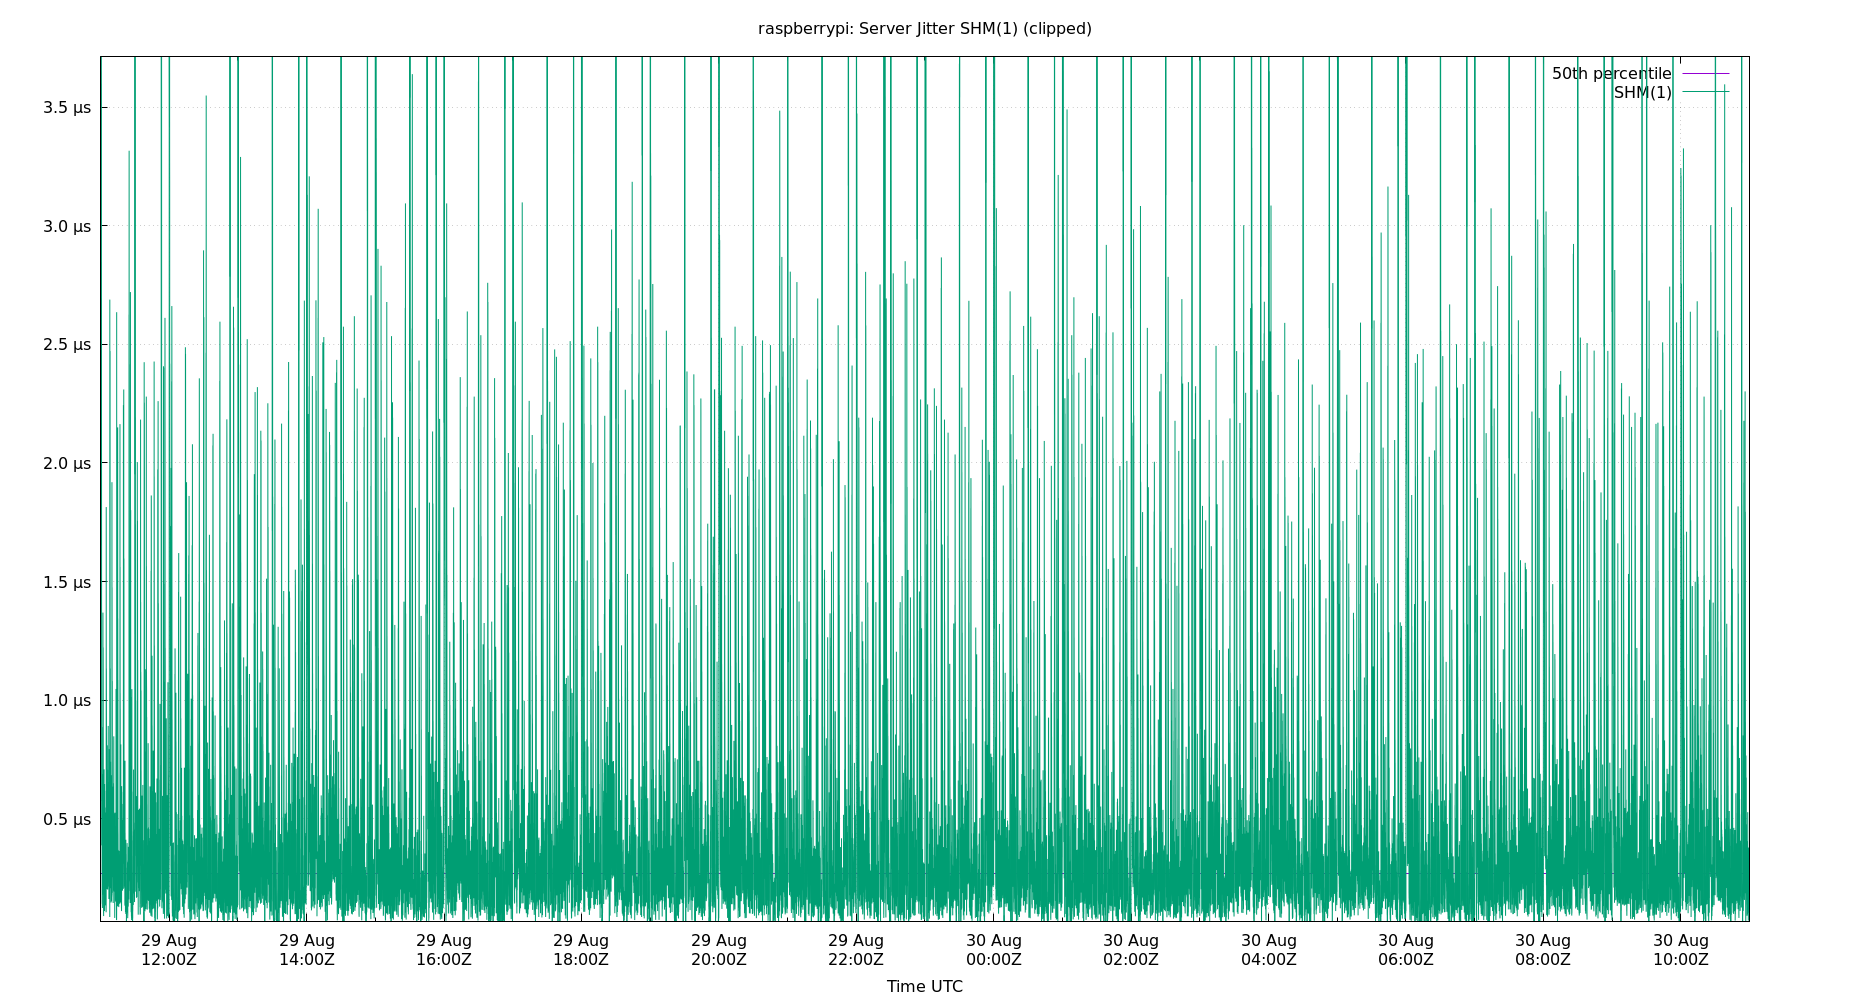 raspberrypi: Server Jitter SHM(1) (clipped)
50th percentile
SHM(1)
3.5 μs
3.0 μs
2.5 μs
2.0 μs
1.5 μs
1.0 μs
0.5 μs
29 Aug 29 Aug 29 Aug 29 Aug 29 Aug 29 Aug 30 Aug 30 Aug 30 Aug 30 Aug 30 Aug 30 Aug
12:00Z 14:00Z 16:00Z 18:00Z 20:00Z 22:00Z 00:00Z 02:00Z 04:00Z 06:00Z 08:00Z 10:00Z
Time UTC